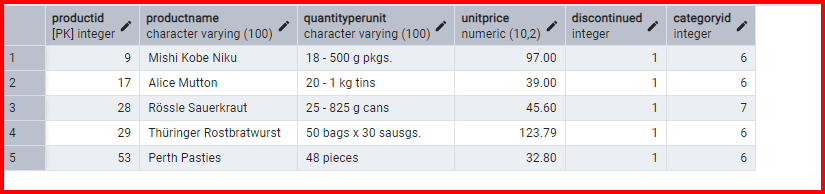 productid productname quantityperunit unitprice discontinued categoryid
[PK] integer character varying (100) character varying (100) numeric (10,2) integer integer
1 9 Mishi Kobe Niku 18 - 500 g pkgs. 97.00 1 6
2 17 Alice Mutton 20 - 1 kg tins 39.00 1 6
3 28 Rössle Sauerkraut 25 - 825 g cans 45.60 1 7
4 29 Thüringer Rostbratwurst 50 bags x 30 sausgs. 123.79 1 6
5 53 Perth Pasties 48 pieces 32.80 1 6